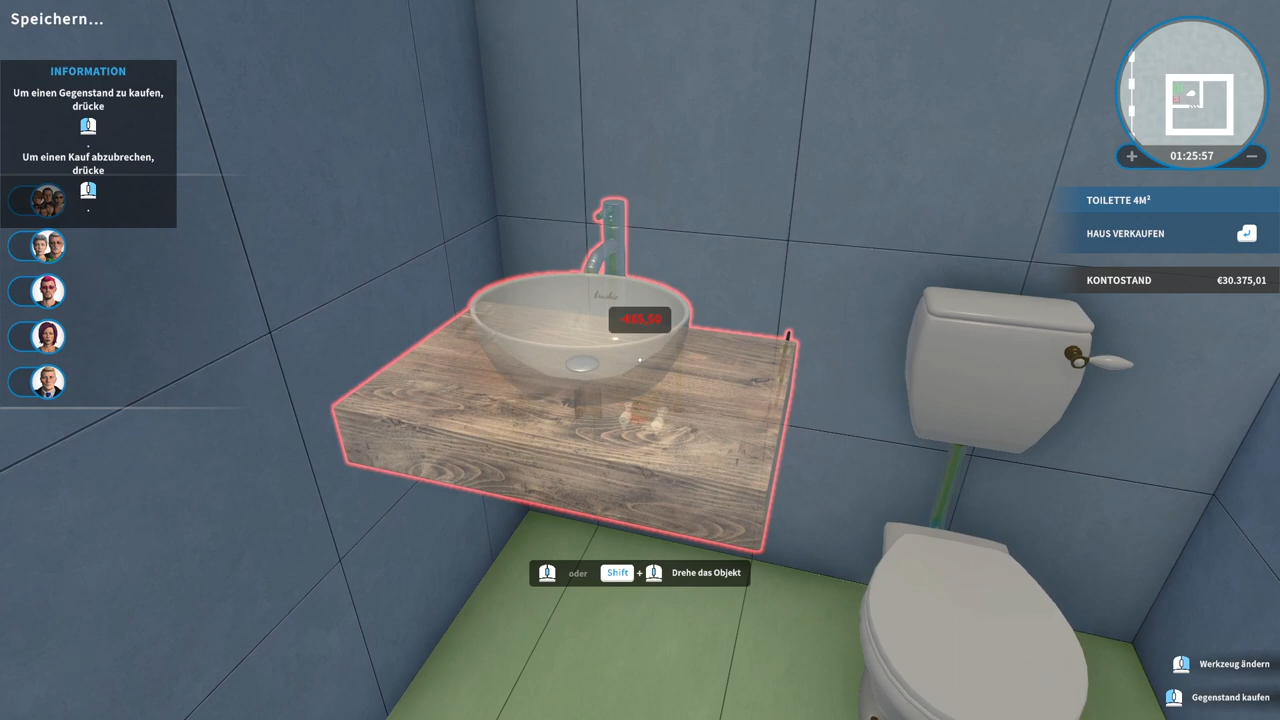 Speichern...
INFORMATION
Um einen Gegenstand zu kaufen,
drücke
.
Um einen Kauf abzubrechen,
drücke
.
01:25:57
TOILETTE 4M²
HAUS VERKAUFEN
KONTOSTAND €30.375,01
oder Shift + Drehe das Objekt
Werkzeug ändern
Gegenstand kaufen